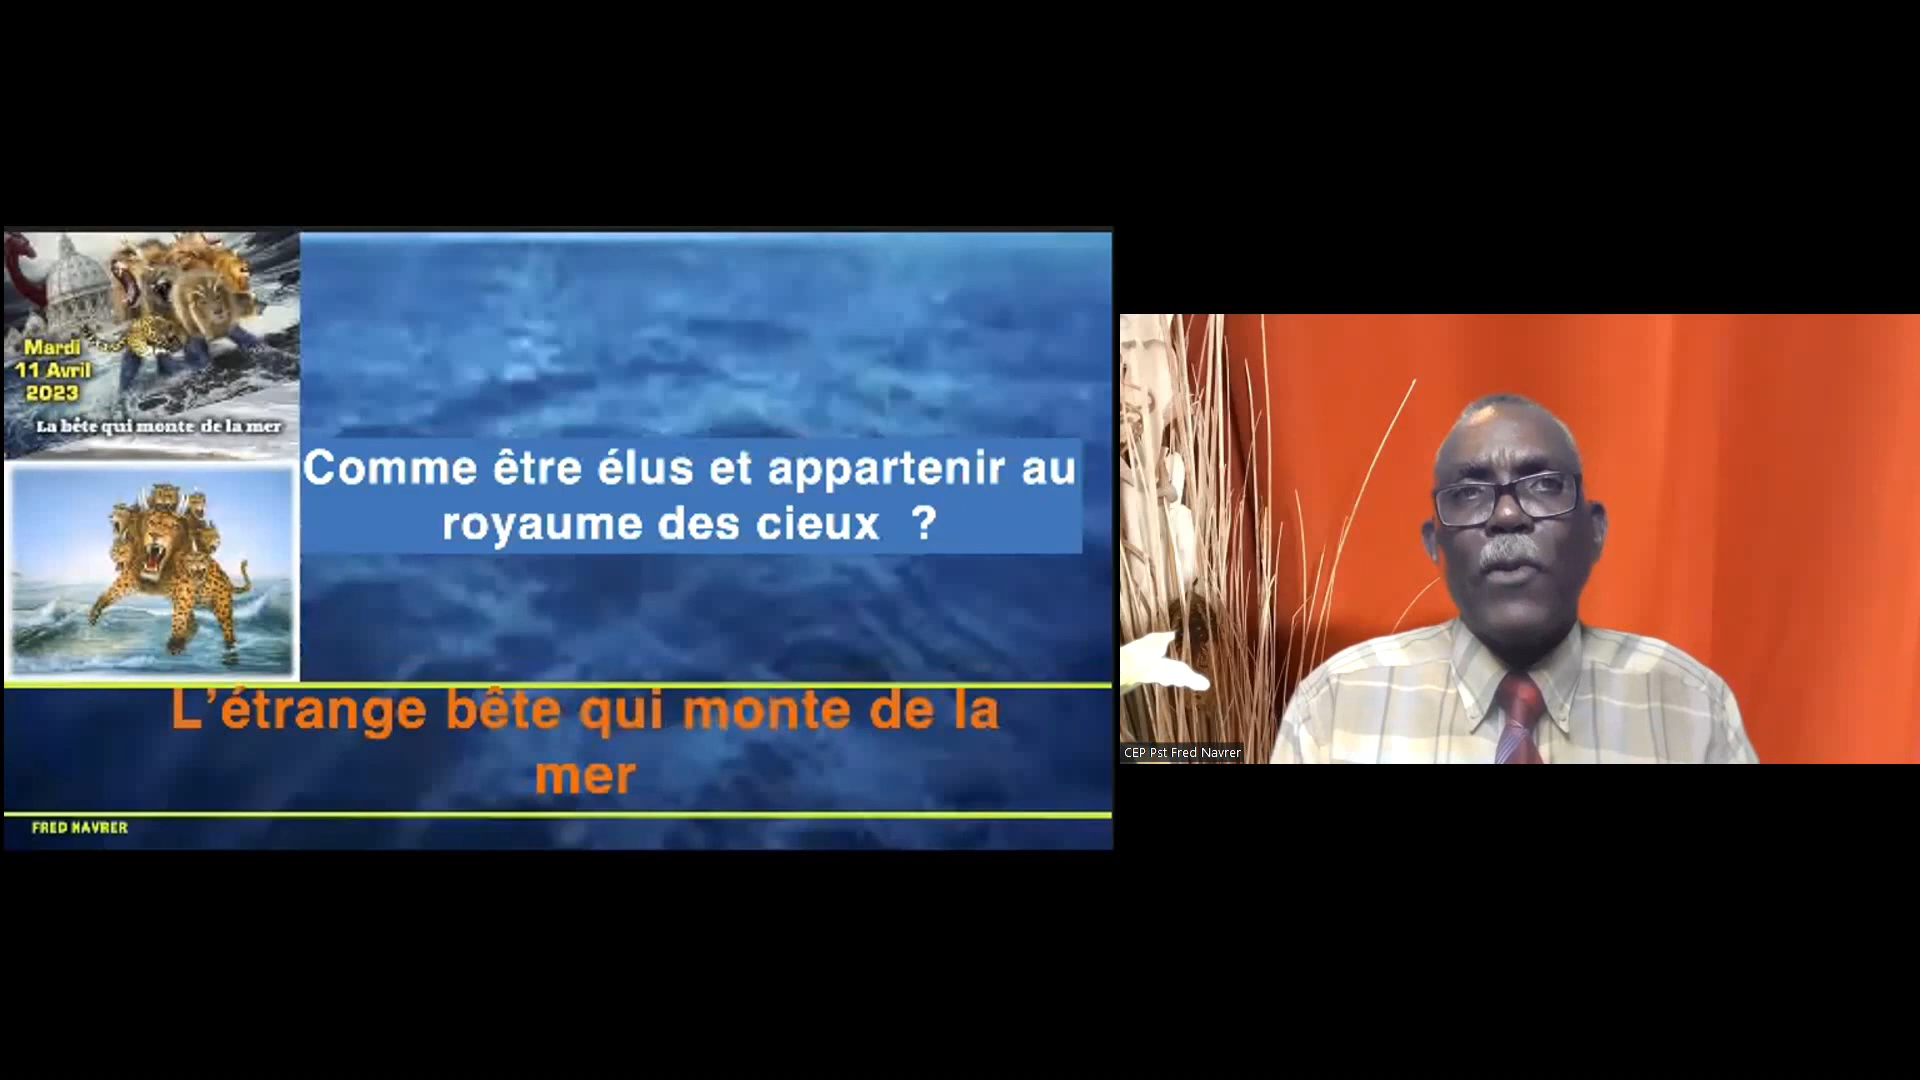 Mardi
11 Avril
2023
La bête qui monte de la mer
Comme être élus et appartenir au
royaume des cieux ?
L'étrange bête qui monte de la
mer
FRED NAVRER
CEP Pst Fred Navrer